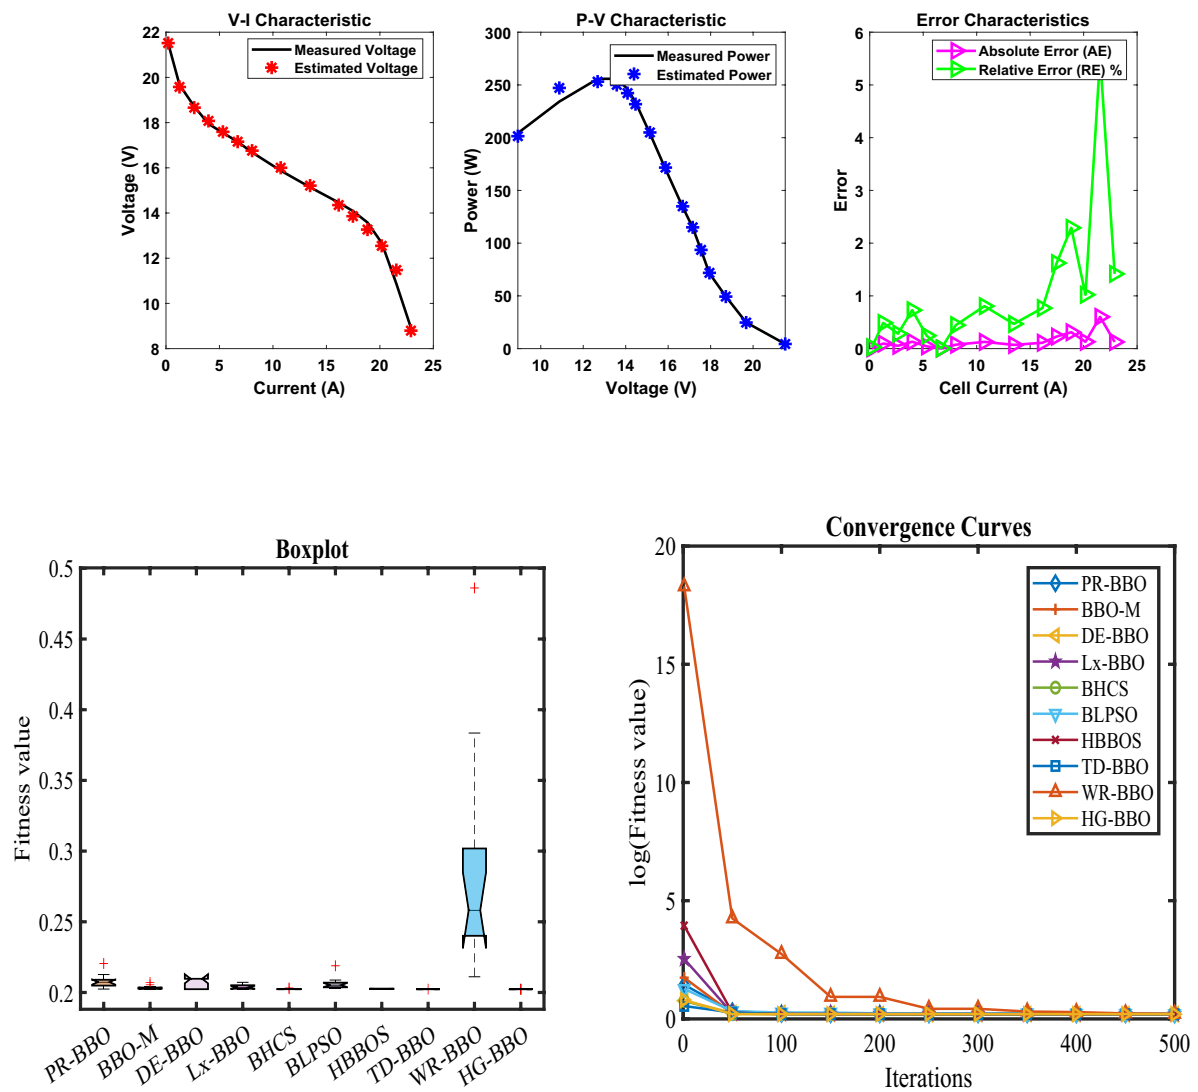 V-I Characteristic
22
20
18
16
14
12
10
8
0
5
10
15
20
25
Voltage (V)
Current (A)
Measured Voltage
Estimated Voltage
P-V Characteristic
300
250
200
150
100
50
0
10
12
14
16
18
20
Power (W)
Voltage (V)
Measured Power
Estimated Power
Error Characteristics
6
5
4
3
2
1
0
0
5
10
15
20
25
Error
Cell Current (A)
Absolute Error (AE)
Relative Error (RE) %
Boxplot
0.5
0.45
0.4
0.35
0.3
0.25
0.2
Fitness value
PR-BBO
BBO-M
DE-BBO
Lx-BBO
BHCS
BLPSO
HBBOS
TD-BBO
WR-BBO
HG-BBO
Convergence Curves
20
15
10
5
0
0
100
200
300
400
500
log(Fitness value)
Iterations
PR-BBO
BBO-M
DE-BBO
Lx-BBO
BHCS
BLPSO
HBBOS
TD-BBO
WR-BBO
HG-BBO